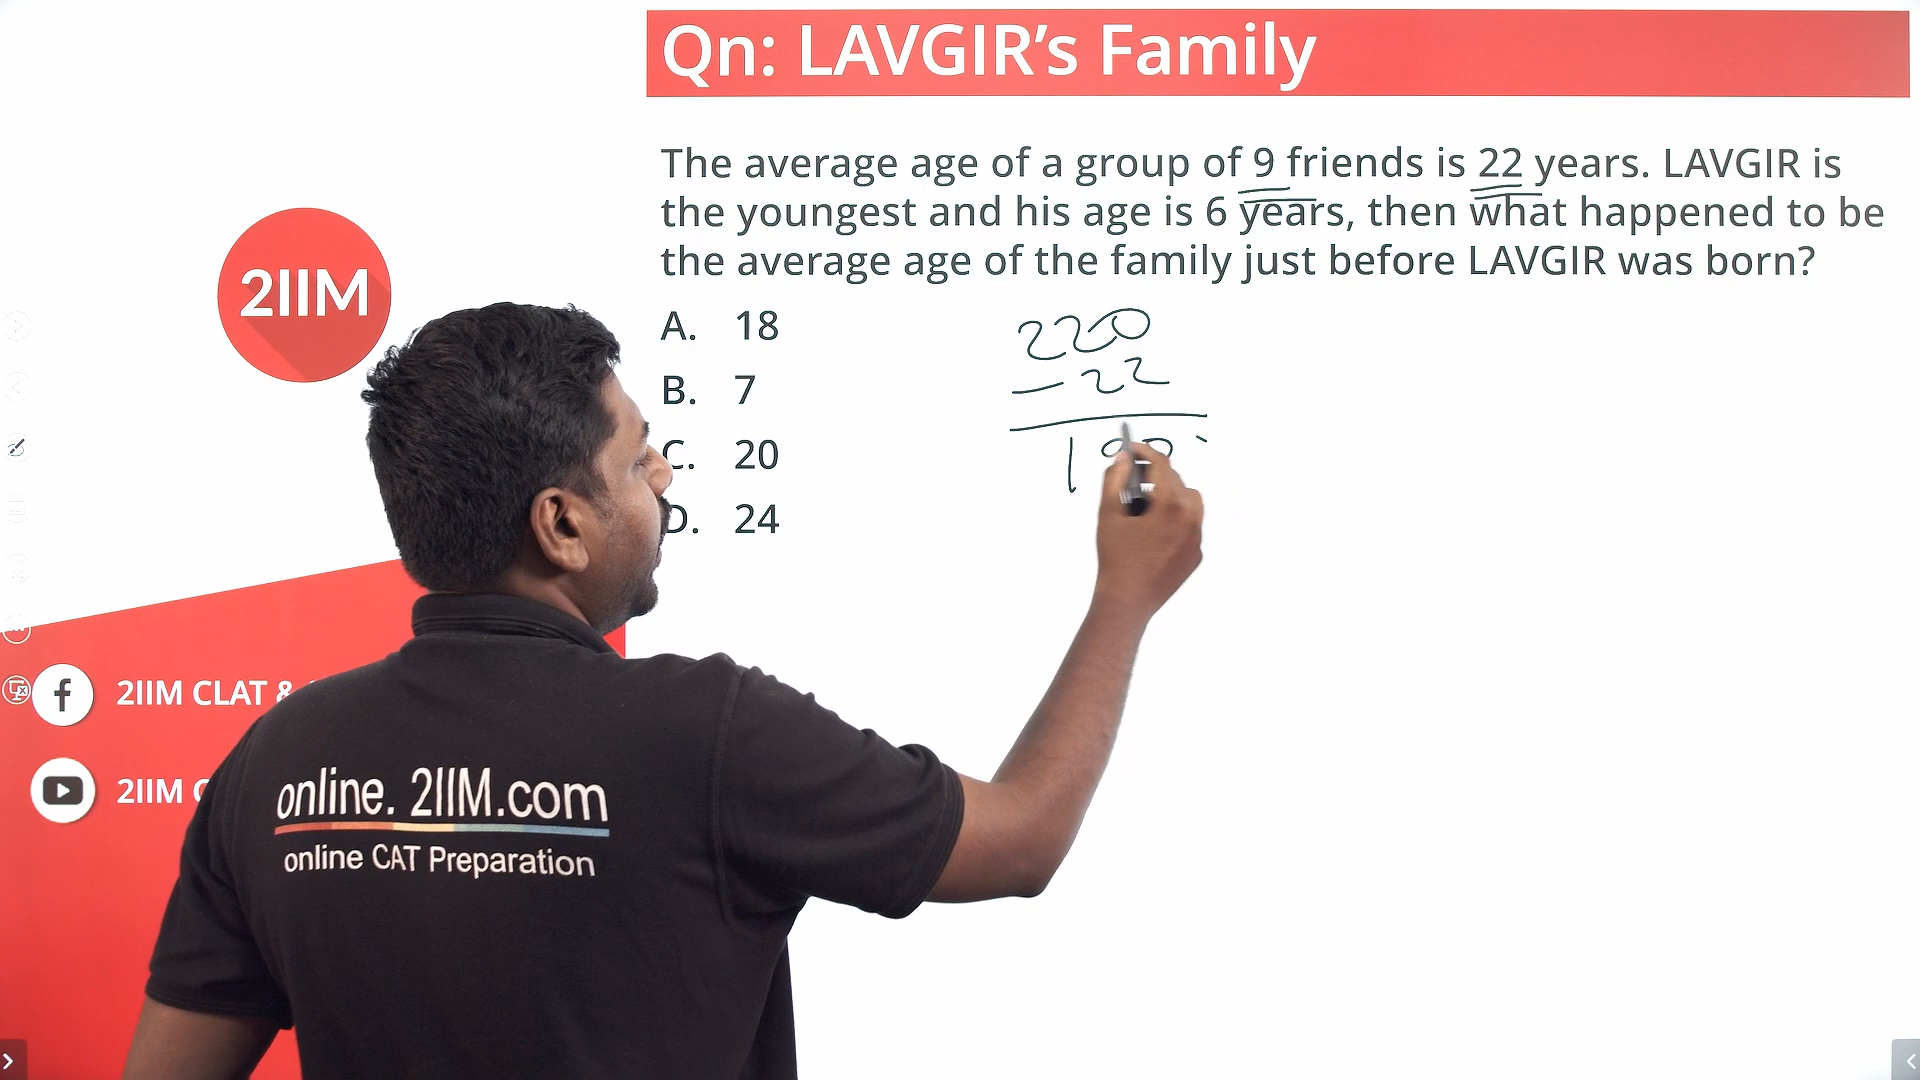 Qn: LAVGIR’s Family
The average age of a group of 9 friends is 22 years. LAVGIR is
the youngest and his age is 6 years, then what happened to be
the average age of the family just before LAVGIR was born?
A. 18
B. 7
C. 20
D. 24
220
- 22
2IIM
2IIM CLAT &
2IIM
online. 2IIM.com
online CAT Preparation